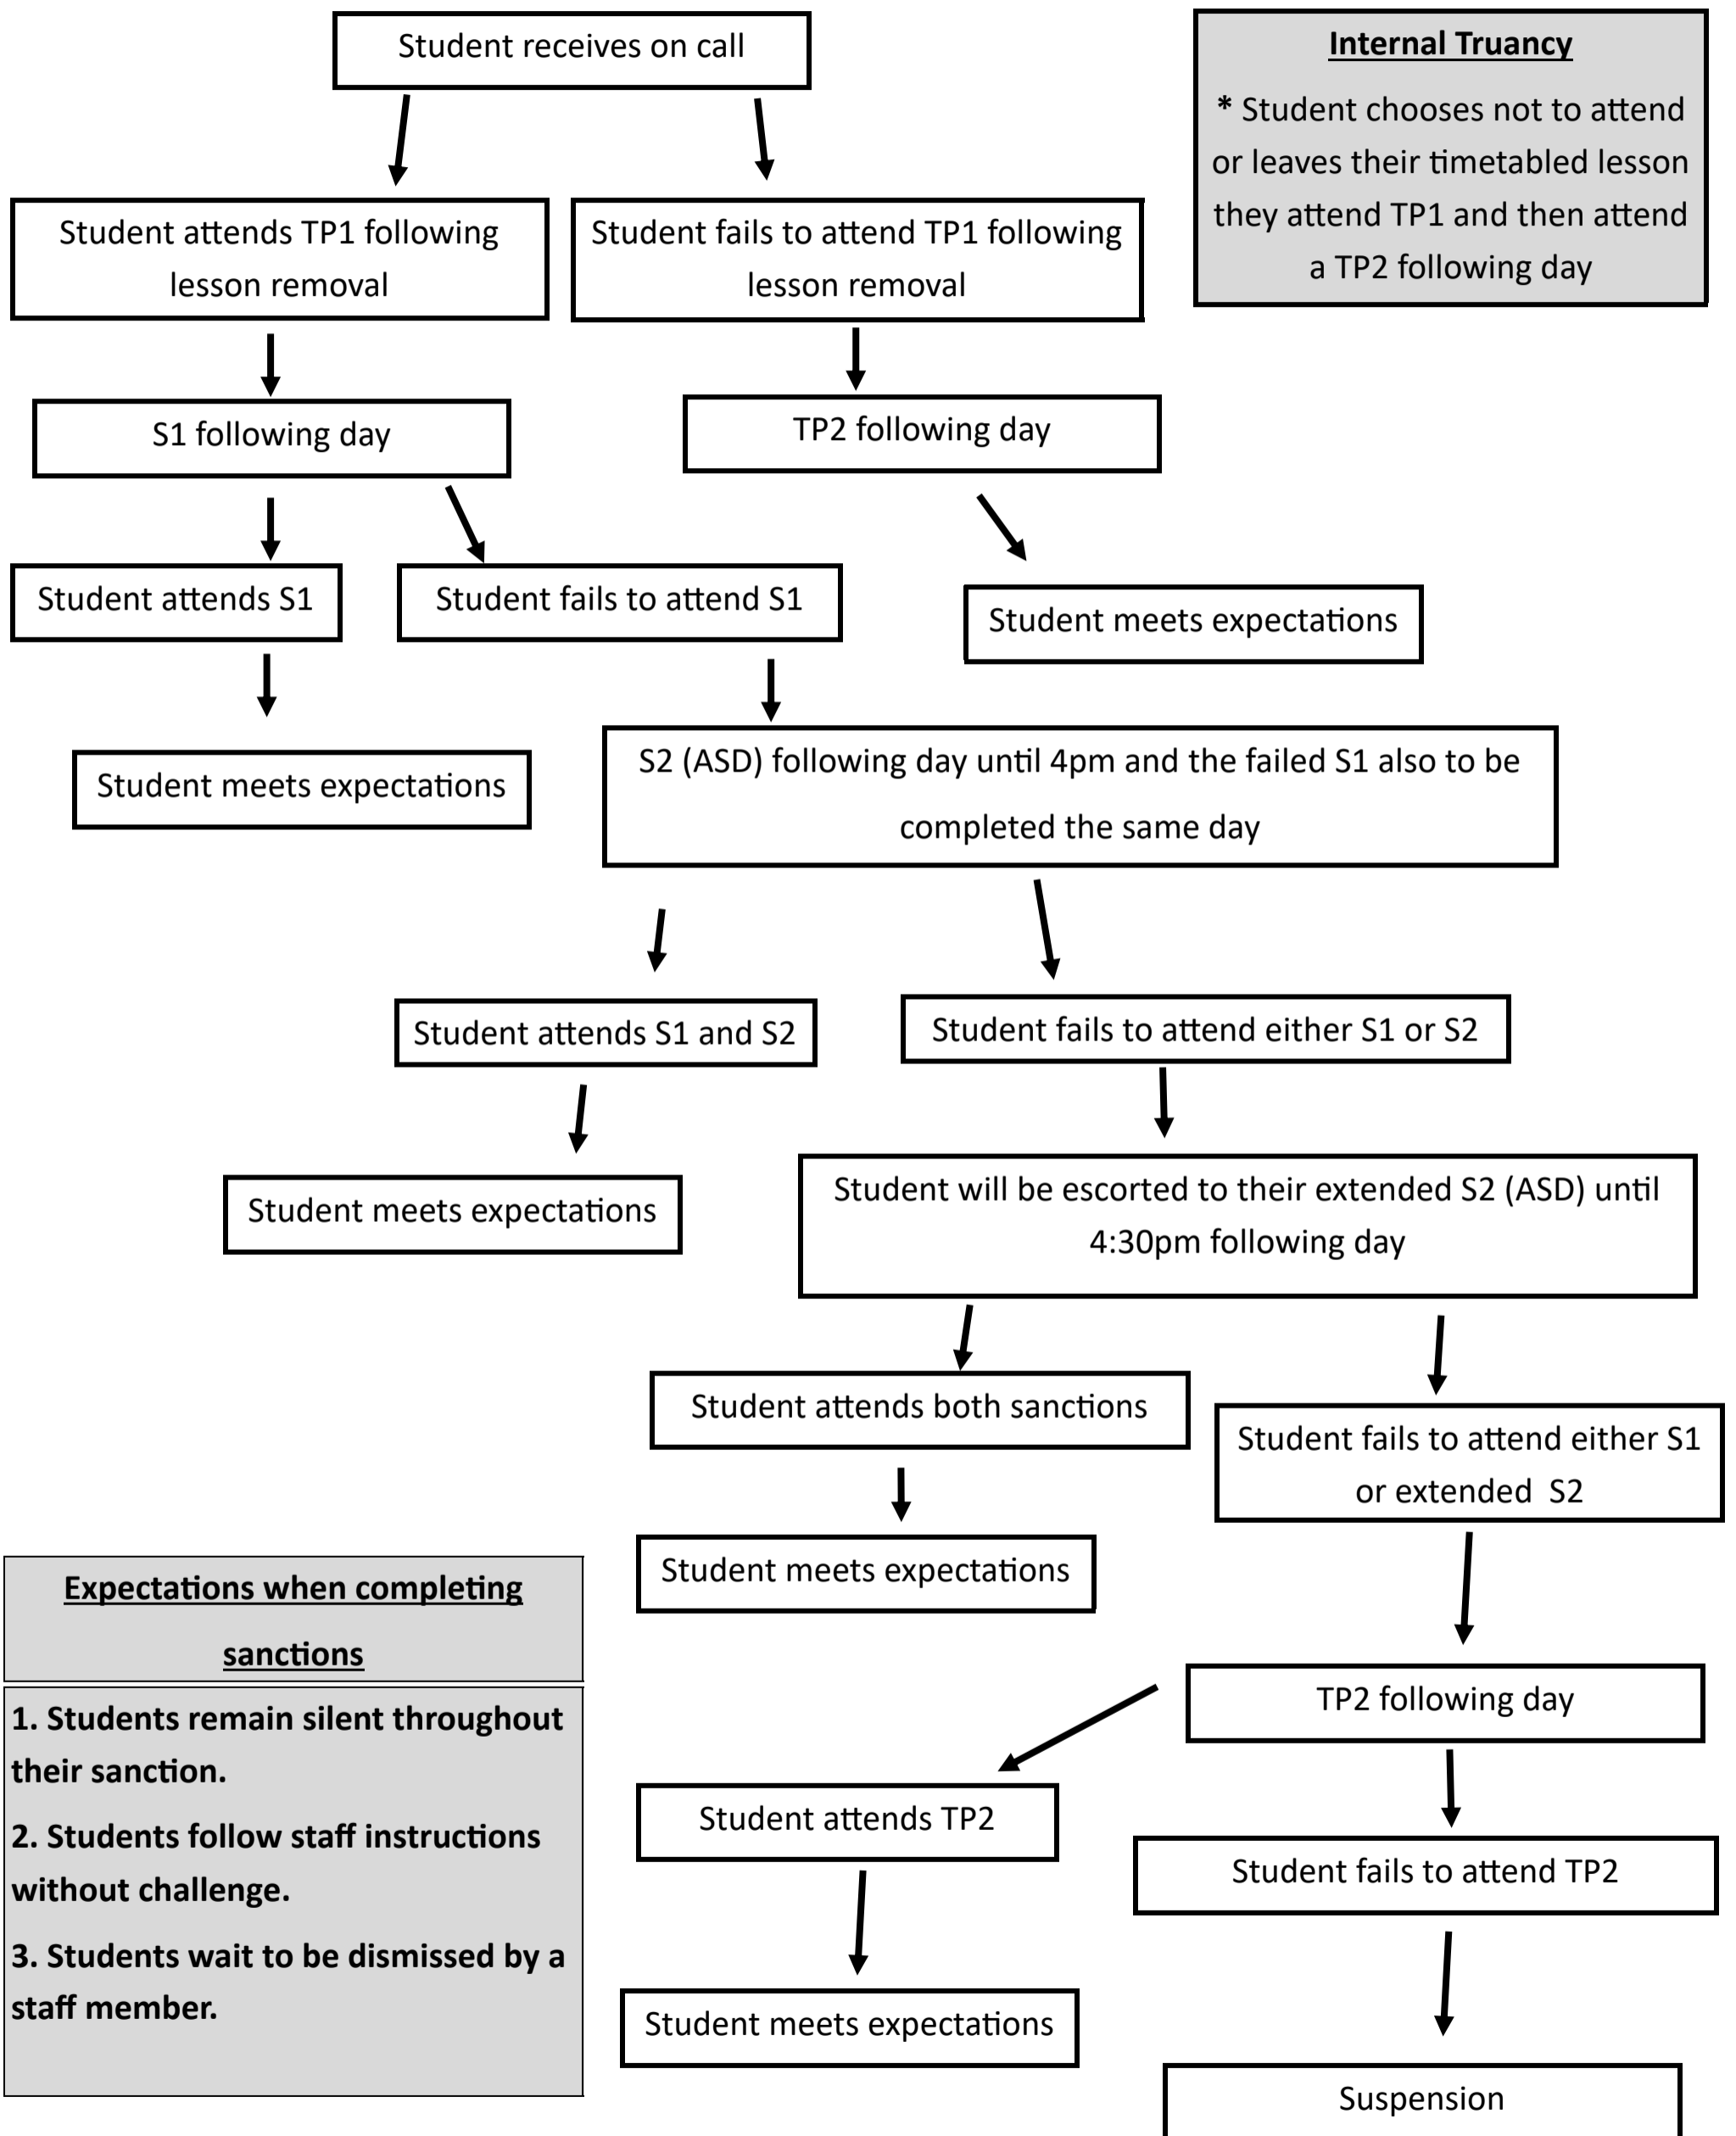 Student receives on call
Internal Truancy
* Student chooses not to attend
or leaves their timetabled lesson
they attend TP1 and then attend
a TP2 following day
Student attends TP1 following
lesson removal
Student fails to attend TP1 following
lesson removal
S1 following day
TP2 following day
Student attends S1
Student fails to attend S1
Student meets expectations
Student meets expectations
S2 (ASD) following day until 4pm and the failed S1 also to be
completed the same day
Student attends S1 and S2
Student fails to attend either S1 or S2
Student meets expectations
Student will be escorted to their extended S2 (ASD) until
4:30pm following day
Student attends both sanctions
Student fails to attend either S1
or extended  S2
Student meets expectations
Expectations when completing
sanctions
1. Students remain silent throughout
their sanction.
2. Students follow staff instructions
without challenge.
3. Students wait to be dismissed by a
staff member.
TP2 following day
Student attends TP2
Student fails to attend TP2
Student meets expectations
Suspension